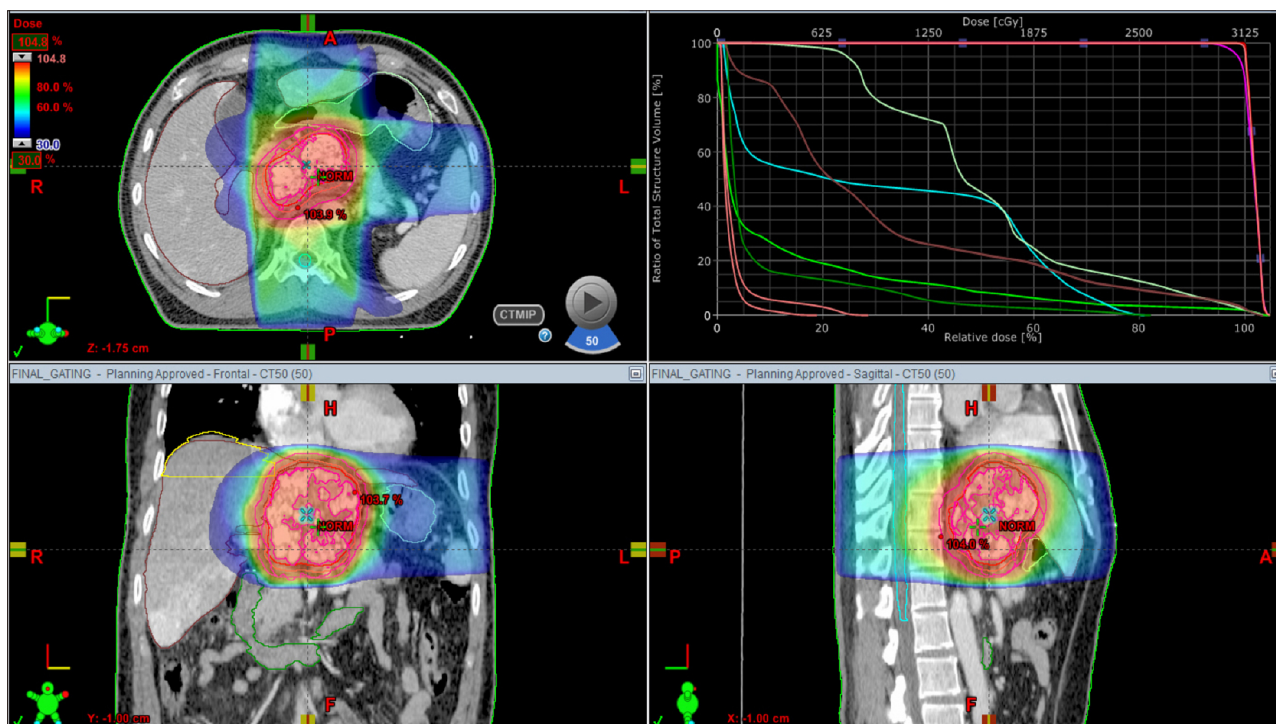 Dose
104.8 %
104.8
80.0 %
60.0 %
30.0
30.0 %
A
R
L
NORM
103.9 %
P
CTMIP
?
50
Z: -1.75 cm
Dose [cGy]
0 625 1250 1875 2500 3125
Ratio of Total Structure Volume [%]
100
80
60
40
20
0
0 20 40 60 80 100
Relative dose [%]
FINAL_GATING - Planning Approved - Frontal - CT50 (50)
H
103.7 %
NORM
R
L
F
Y: -1.00 cm
FINAL_GATING - Planning Approved - Sagittal - CT50 (50)
H
NORM
104.0 %
P
A
F
X: -1.00 cm